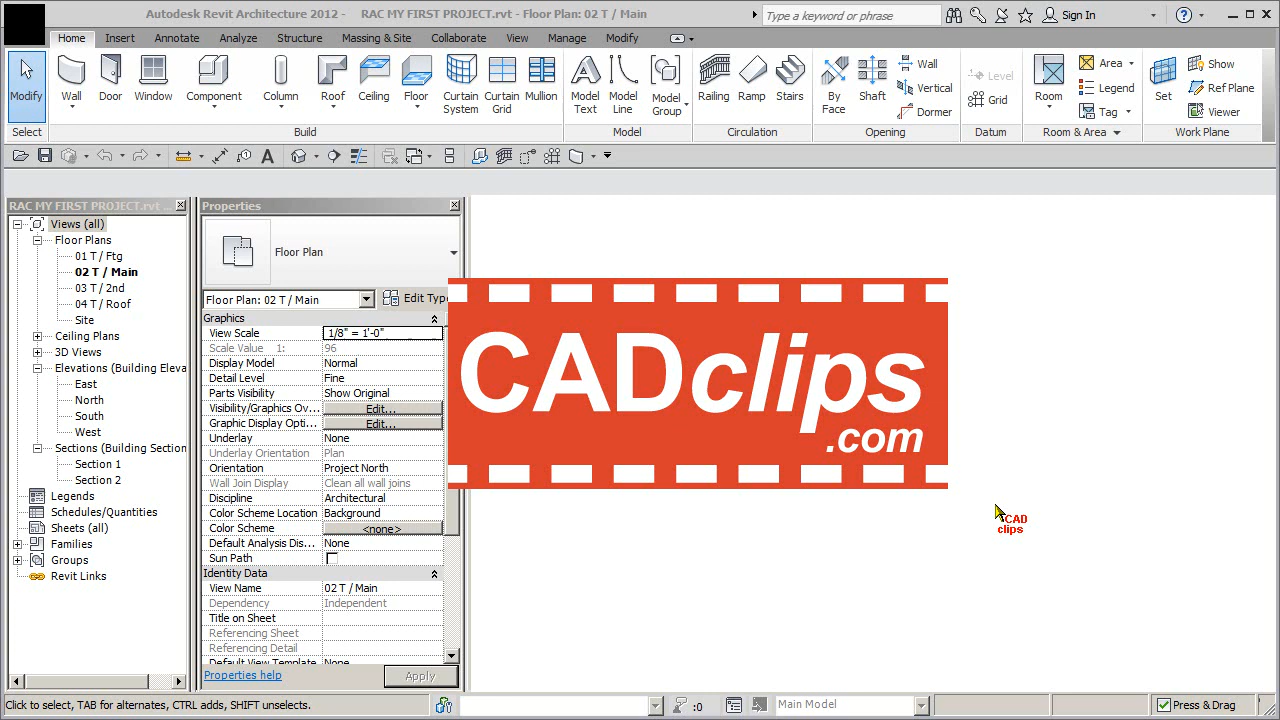 Autodesk Revit Architecture 2012 - RAC MY FIRST PROJECT.rvt - Floor Plan: 02 T / Main
Type a keyword or phrase
Sign In
Home Insert Annotate Analyze Structure Massing & Site Collaborate View Manage Modify
Modify
Wall
Door
Window
Component
Column
Roof
Ceiling
Floor
Curtain System
Curtain Grid
Mullion
Model Text
Model Line
Model Group
Railing
Ramp
Stairs
By Face
Shaft
Wall
Vertical
Dormer
Level
Grid
Room
Area
Legend
Tag
Set
Show
Ref Plane
Viewer
Select Build Model Circulation Opening Datum Room & Area Work Plane
RAC MY FIRST PROJECT.rvt ...
Views (all)
Floor Plans
01 T / Ftg
02 T / Main
03 T / 2nd
04 T / Roof
Site
Ceiling Plans
3D Views
Elevations (Building Eleva
East
North
South
West
Sections (Building Section
Section 1
Section 2
Legends
Schedules/Quantities
Sheets (all)
Families
Groups
Revit Links
Properties
Floor Plan
Floor Plan: 02 T / Main Edit Type
Graphics
View Scale 1/8" = 1'-0"
Scale Value 1: 96
Display Model Normal
Detail Level Fine
Parts Visibility Show Original
Visibility/Graphics Ov... Edit...
Graphic Display Opti... Edit...
Underlay None
Underlay Orientation Plan
Orientation Project North
Wall Join Display Clean all wall joins
Discipline Architectural
Color Scheme Location Background
Color Scheme <none>
Default Analysis Dis... None
Sun Path
Identity Data
View Name 02 T / Main
Dependency Independent
Title on Sheet
Referencing Sheet
Referencing Detail
Default View Template None
Properties help Apply
CADclips
.com
CAD
clips
Click to select, TAB for alternates, CTRL adds, SHIFT unselects.
:0
Main Model
Press & Drag
:0